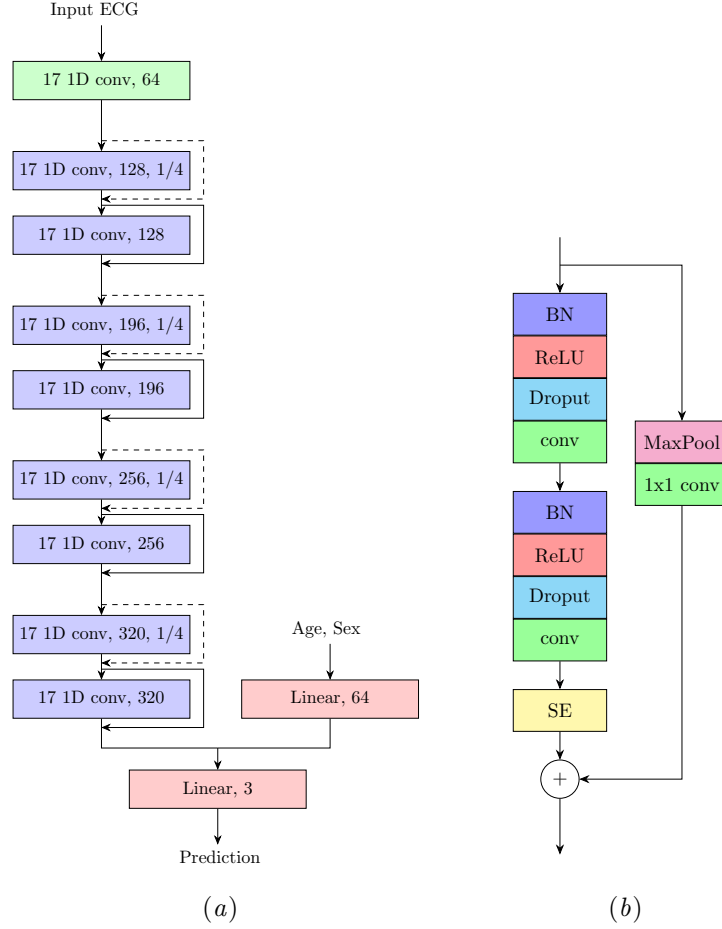 Input ECG
17 1D conv, 64
17 1D conv, 128, 1/4
17 1D conv, 128
17 1D conv, 196, 1/4
17 1D conv, 196
17 1D conv, 256, 1/4
17 1D conv, 256
17 1D conv, 320, 1/4
17 1D conv, 320
Age, Sex
Linear, 64
Linear, 3
Prediction
(a)
BN
ReLU
Droput
conv
MaxPool
1x1 conv
BN
ReLU
Droput
conv
SE
+
(b)